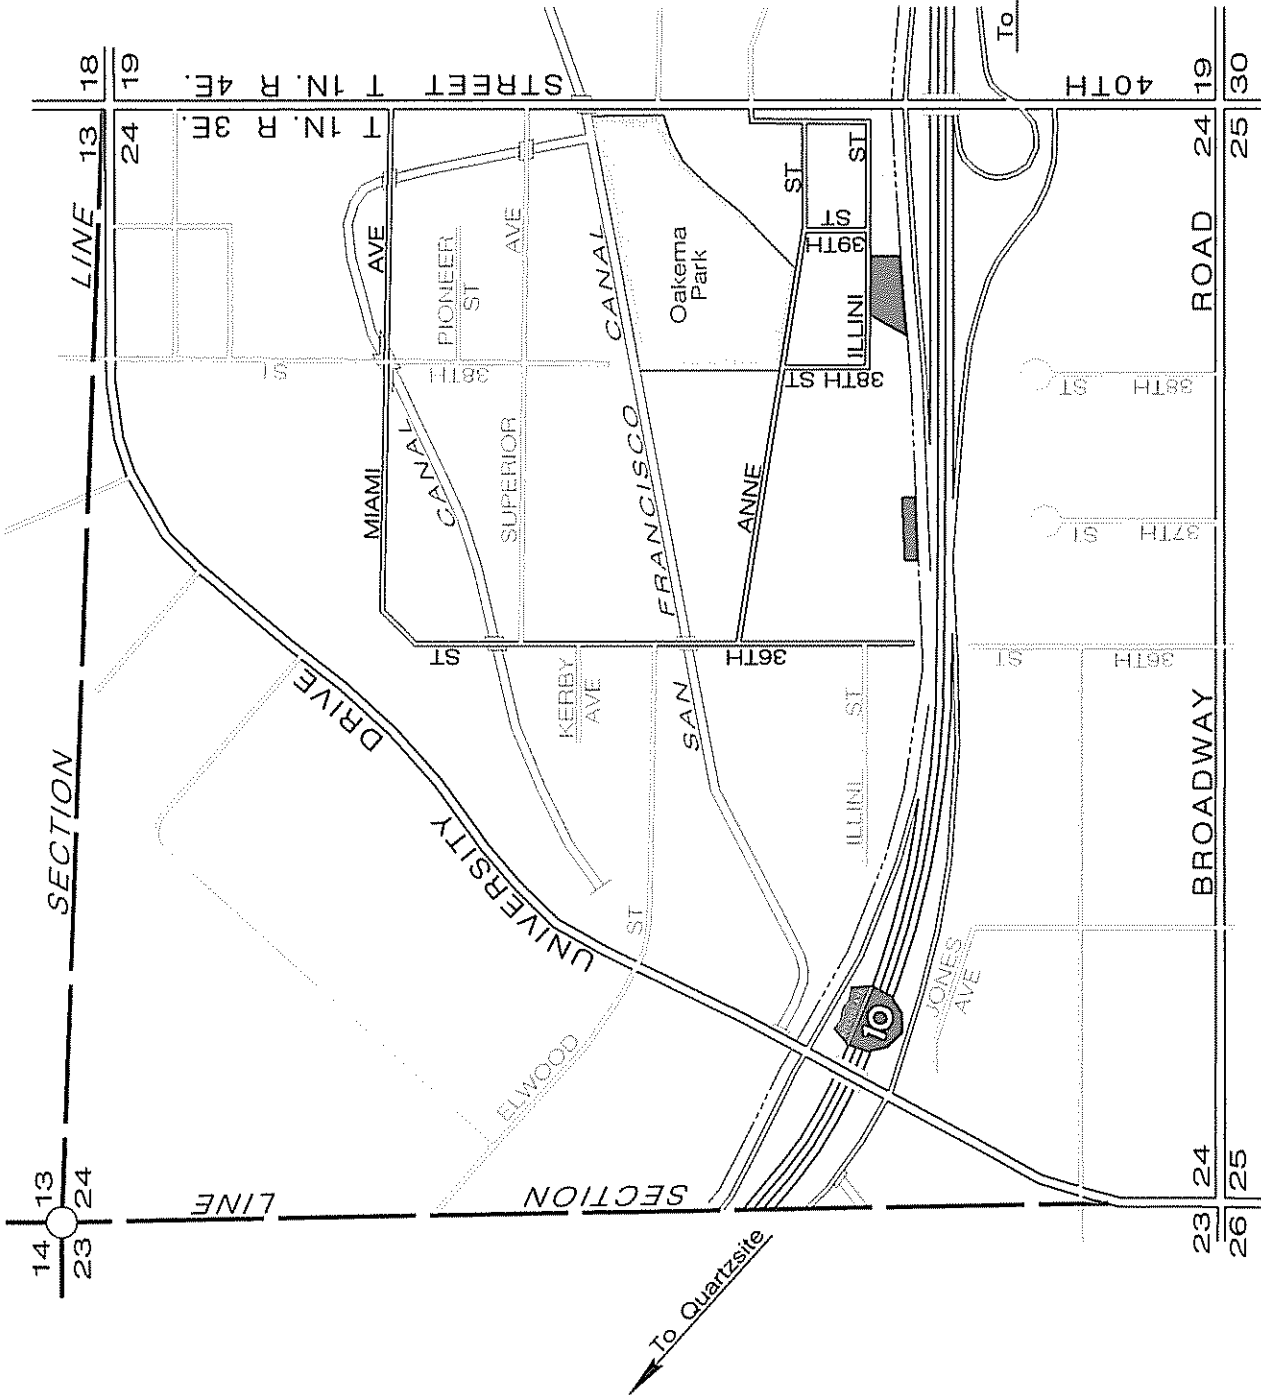 14 13
23 24
SECTION LINE
13 18
24 19
T 1N. R 3E.
T 1N. R 4E.
40TH STREET
SECTION LINE
UNIVERSITY DRIVE
MIAMI AVE
CANAL
38TH ST
PIONEER
ST
SUPERIOR AVE
SAN FRANCISCO CANAL
Oakema
Park
KERBY
AVE
36TH ST
ELWOOD ST
ANNE ST
38TH ST
39TH ST
ILLINI ST
ILLINI ST
10
JONES
AVE
36TH ST
37TH ST
38TH ST
To
To Quartzsite
BROADWAY ROAD
23 24
26 25
24 19
25 30